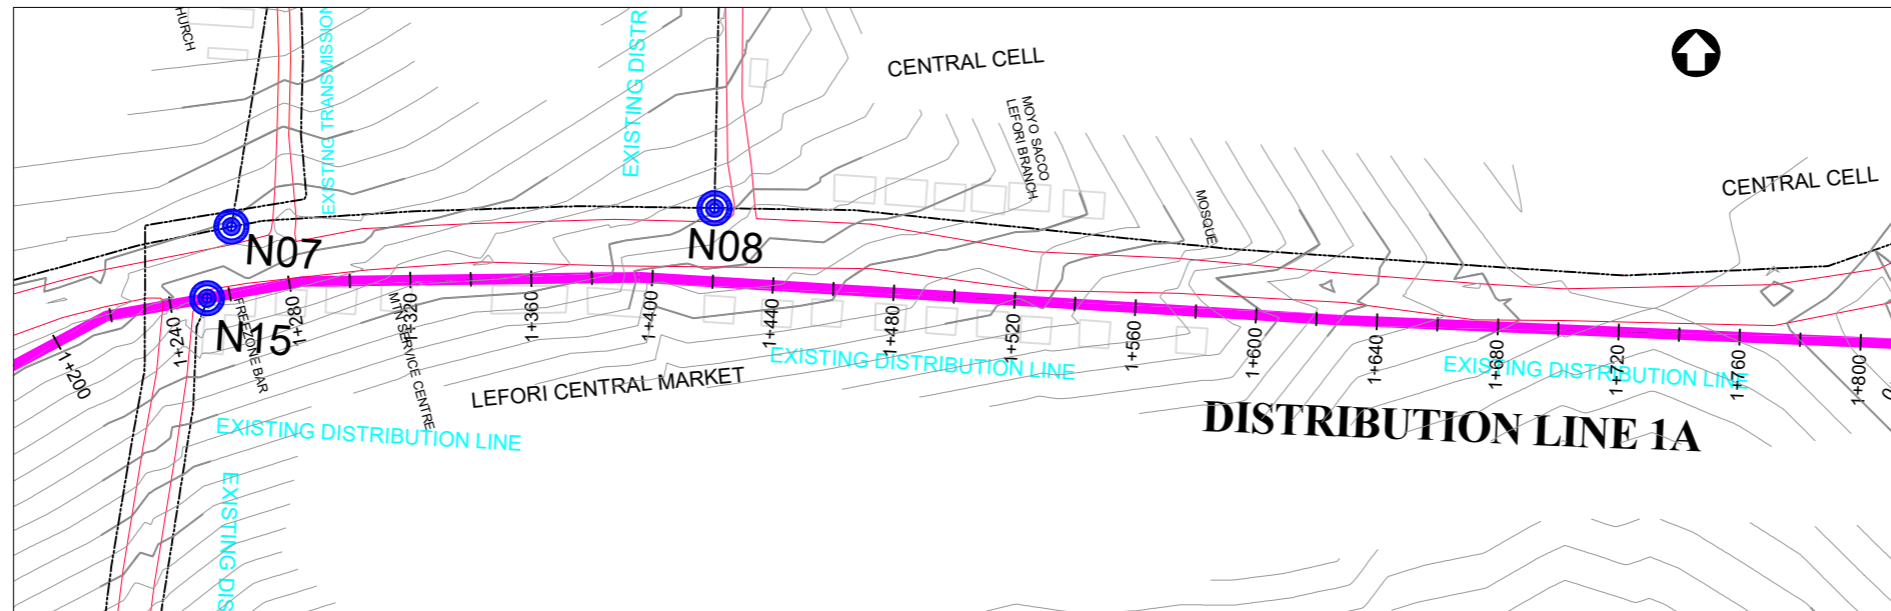 HURCH
EXISTING TRANSMISSION
EXISTING DISTR
CENTRAL CELL
MOYO SACCO
LEFORI BRANCH
MOSQUE
CENTRAL CELL
N07
N08
N15
FREEZONE BAR
MTN SERVICE CENTRE
1+200
1+240
1+280
1+320
1+360
1+400
1+440
1+480
1+520
1+560
1+600
1+640
1+680
1+720
1+760
1+800
LEFORI CENTRAL MARKET
EXISTING DISTRIBUTION LINE
EXISTING DISTRIBUTION LINE
DISTRIBUTION LINE 1A
EXISTING DISTRIBUTION LINE
EXISTING DIS